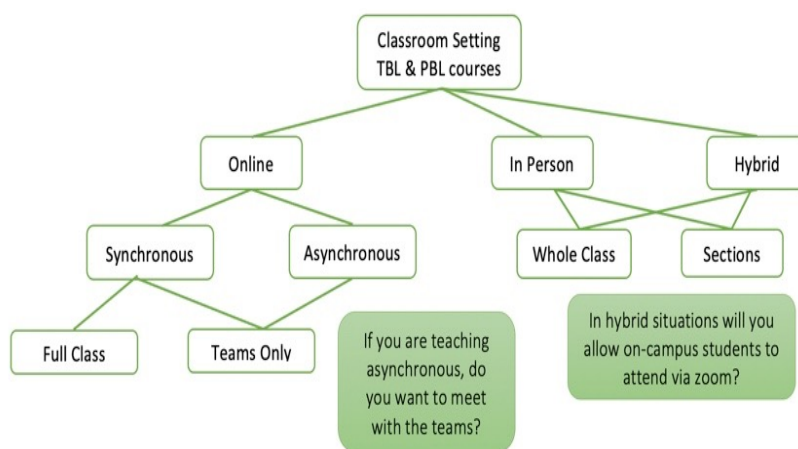 Classroom Setting
TBL & PBL courses
Online
In Person
Hybrid
Synchronous
Asynchronous
Whole Class
Sections
Full Class
Teams Only
If you are teaching
asynchronous, do
you want to meet
with the teams?
In hybrid situations will you
allow on-campus students to
attend via zoom?